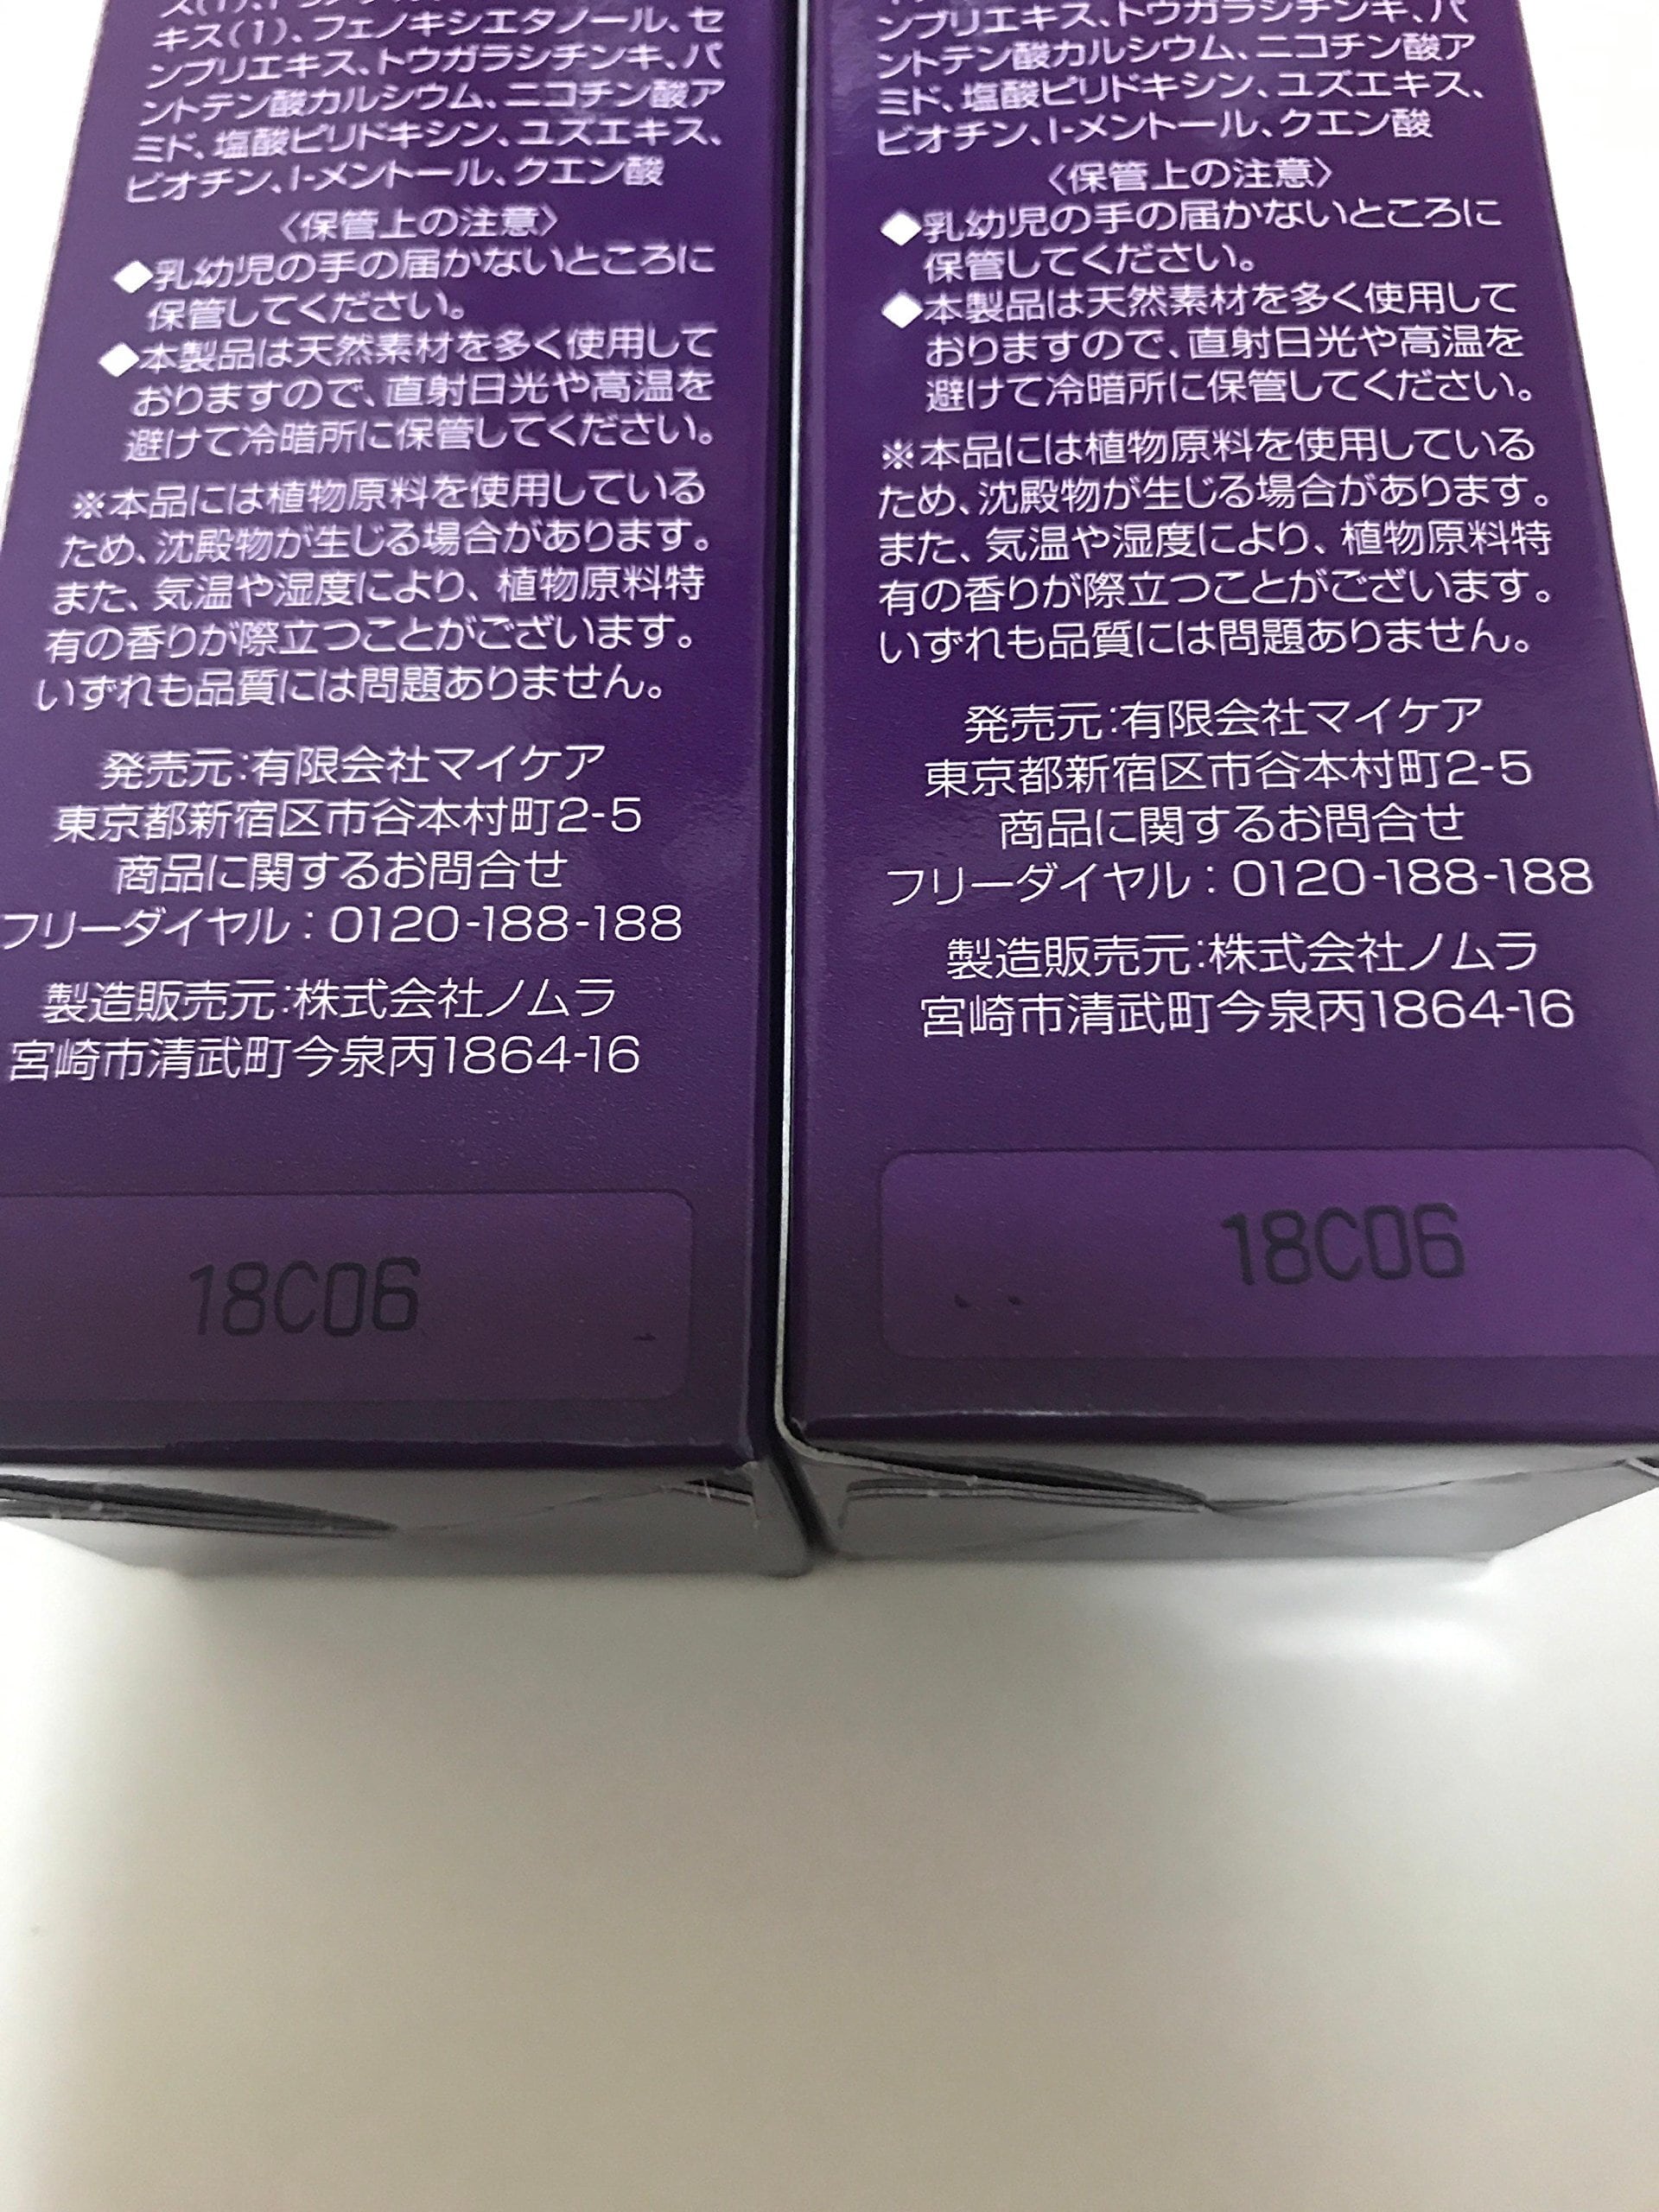 キス(1)、フェノキシエタノール、セ
ンブリエキス、トウガラシチンキ、パ
ントテン酸カルシウム、ニコチン酸ア
ミド、塩酸ピリドキシン、ユズエキス、
ビオチン、l-メントール、クエン酸
〈保管上の注意〉
◆乳幼児の手の届かないところに
保管してください。
◆本製品は天然素材を多く使用して
おりますので、直射日光や高温を
避けて冷暗所に保管してください。
※本品には植物原料を使用している
ため、沈殿物が生じる場合があります。
また、気温や湿度により、植物原料特
有の香りが際立つことがございます。
いずれも品質には問題ありません。
発売元:有限会社マイケア
東京都新宿区市谷本村町2-5
商品に関するお問合せ
フリーダイヤル:0120-188-188
製造販売元:株式会社ノムラ
宮崎市清武町今泉丙1864-16
18C06
ンブリエキス、トウガラシチンキ、パ
ントテン酸カルシウム、ニコチン酸ア
ミド、塩酸ピリドキシン、ユズエキス、
ビオチン、l-メントール、クエン酸
〈保管上の注意〉
◆乳幼児の手の届かないところに
保管してください。
◆本製品は天然素材を多く使用して
おりますので、直射日光や高温を
避けて冷暗所に保管してください。
※本品には植物原料を使用している
ため、沈殿物が生じる場合があります。
また、気温や湿度により、植物原料特
有の香りが際立つことがございます。
いずれも品質には問題ありません。
発売元:有限会社マイケア
東京都新宿区市谷本村町2-5
商品に関するお問合せ
フリーダイヤル:0120-188-188
製造販売元:株式会社ノムラ
宮崎市清武町今泉丙1864-16
18C06